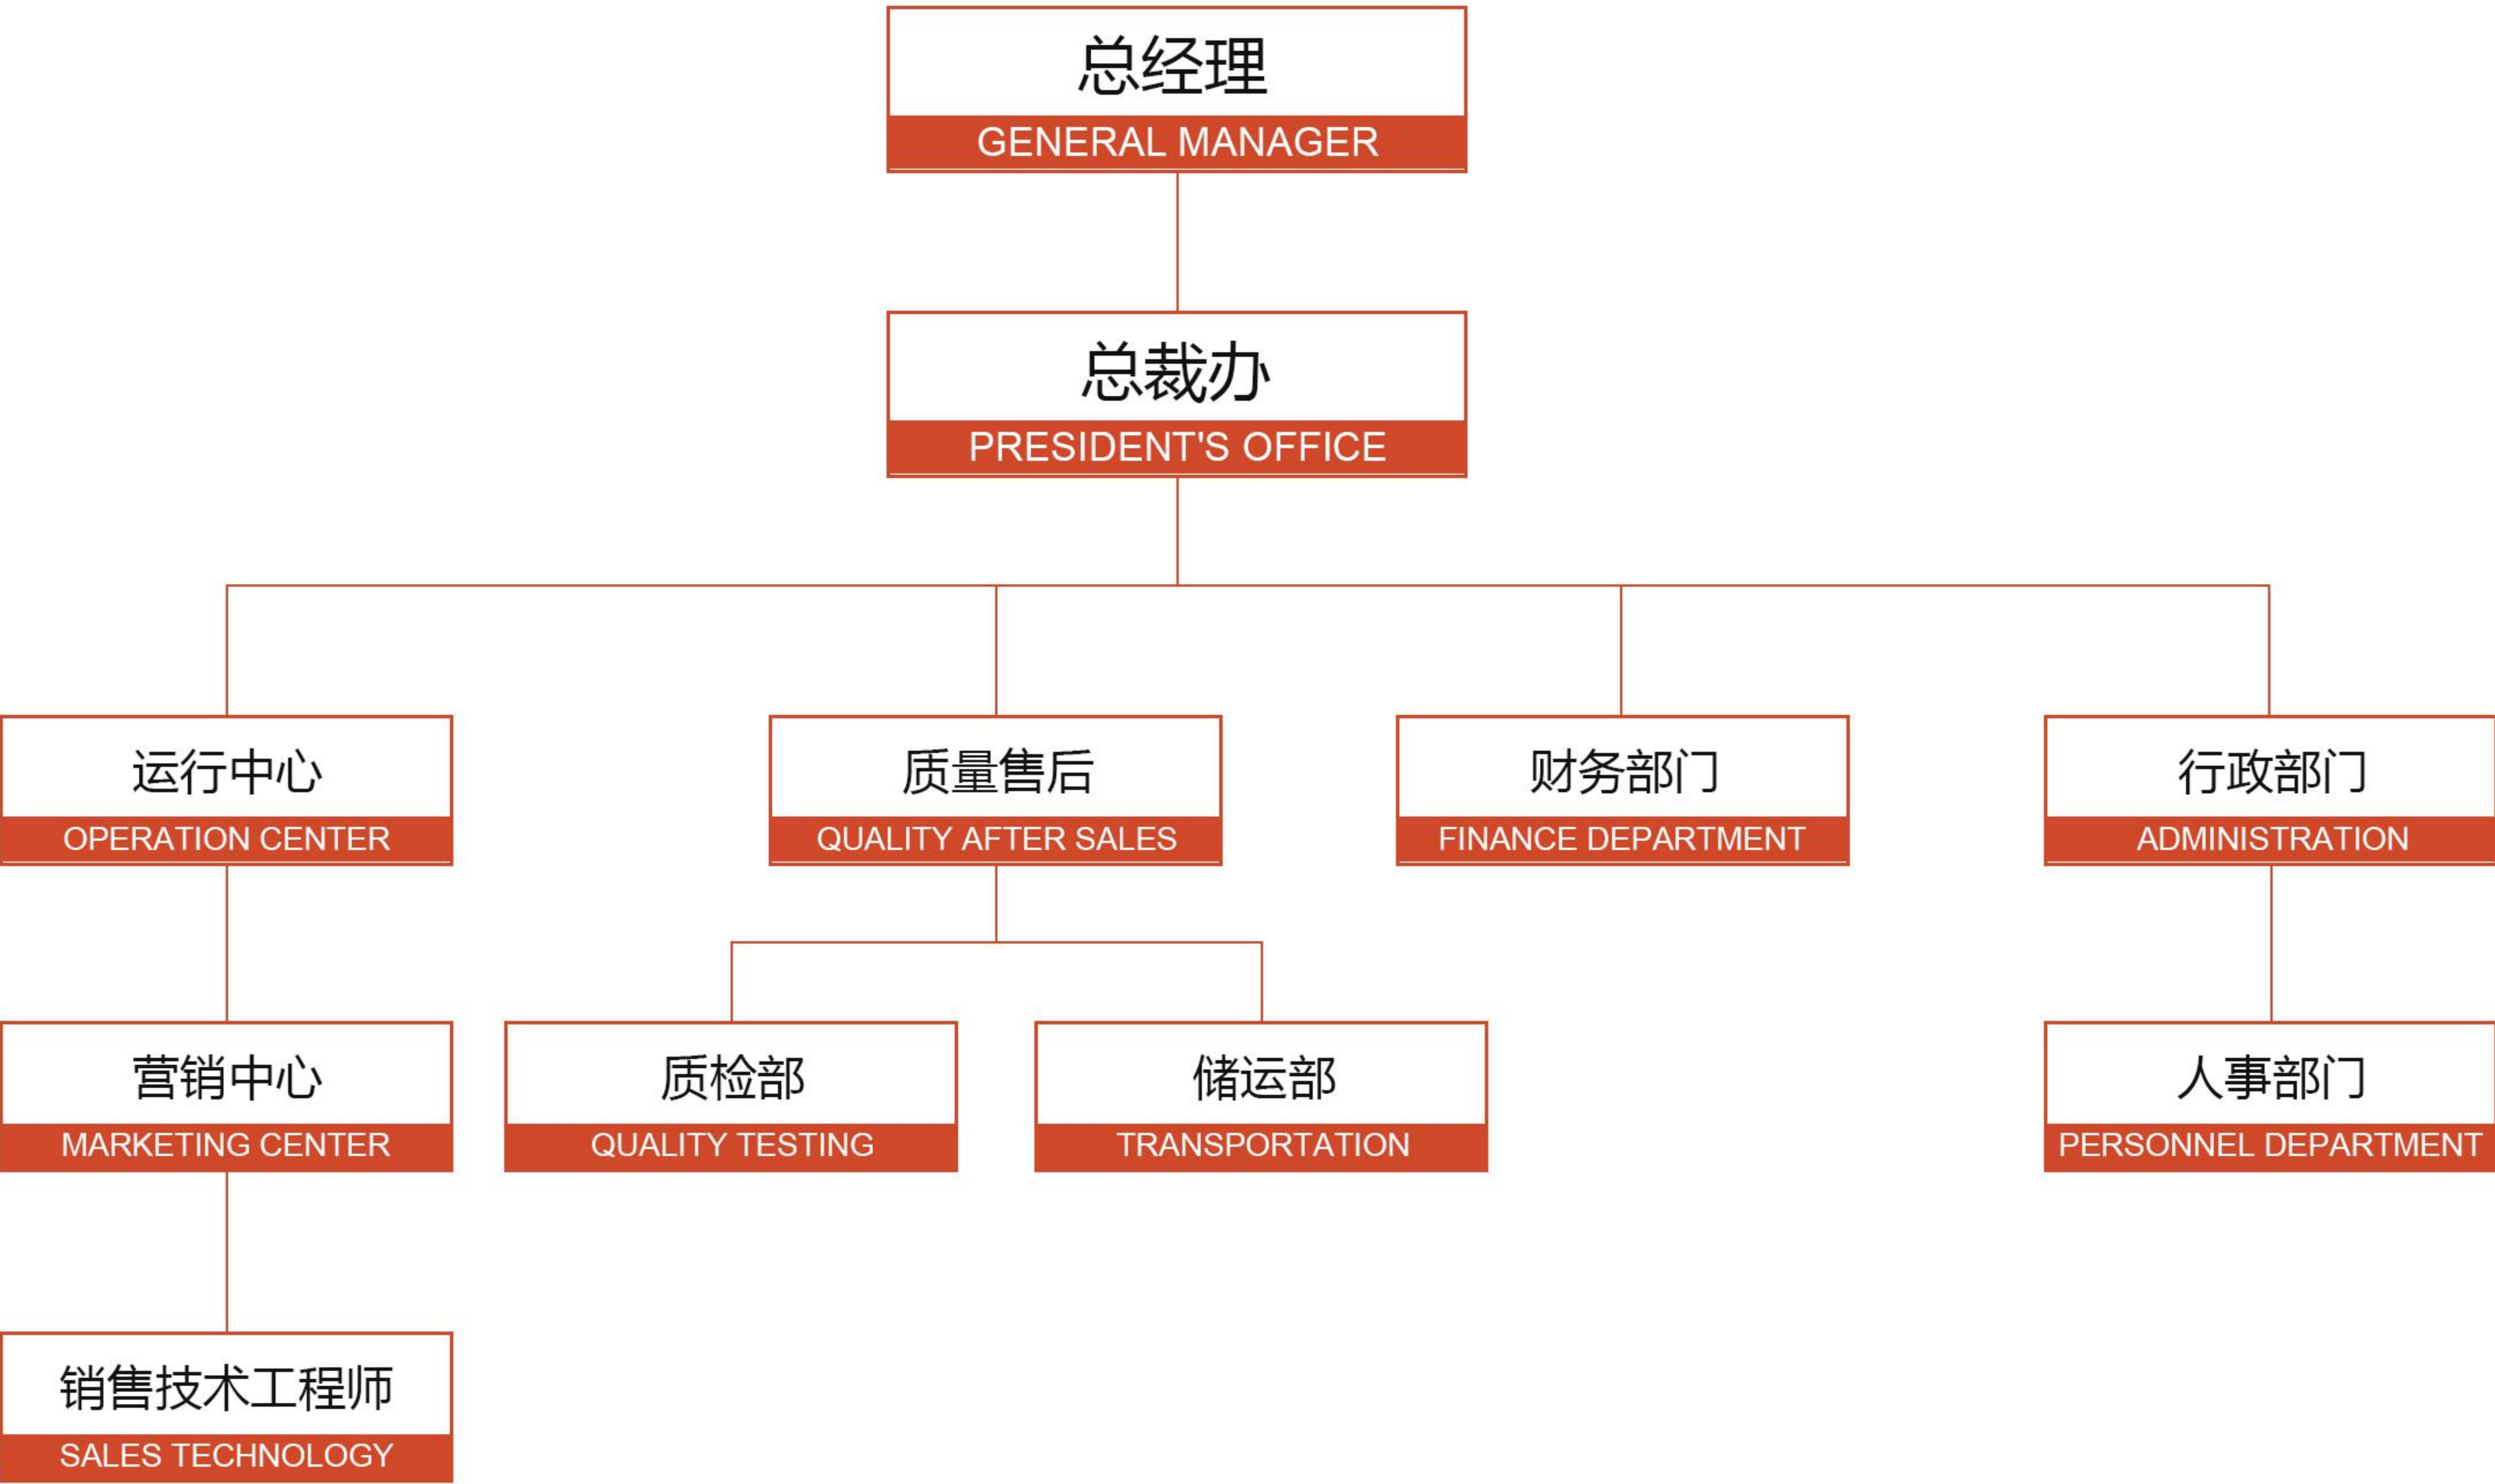 总经理
GENERAL MANAGER
总裁办
PRESIDENT'S OFFICE
运行中心
OPERATION CENTER
质量售后
QUALITY AFTER SALES
财务部门
FINANCE DEPARTMENT
行政部门
ADMINISTRATION
营销中心
MARKETING CENTER
质检部
QUALITY TESTING
储运部
TRANSPORTATION
人事部门
PERSONNEL DEPARTMENT
销售技术工程师
SALES TECHNOLOGY